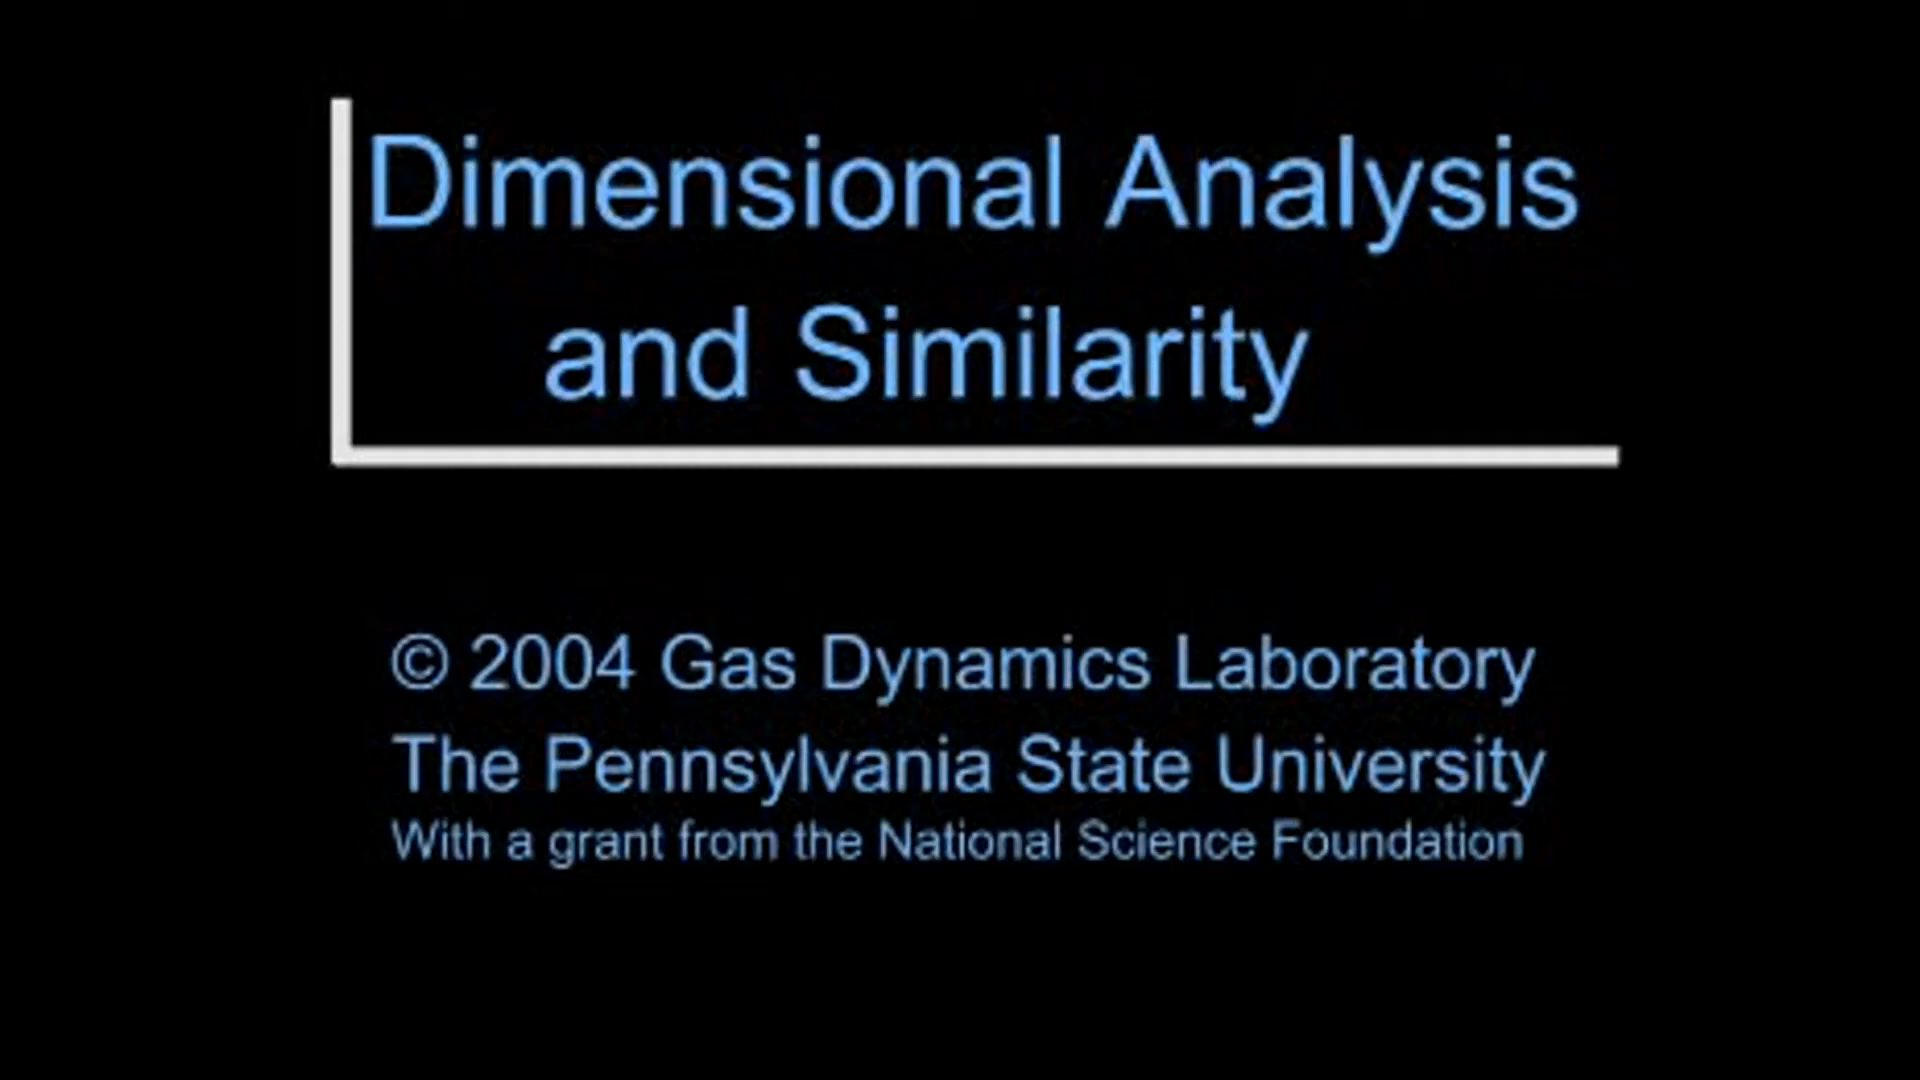 Dimensional Analysis
and Similarity
© 2004 Gas Dynamics Laboratory
The Pennsylvania State University
With a grant from the National Science Foundation